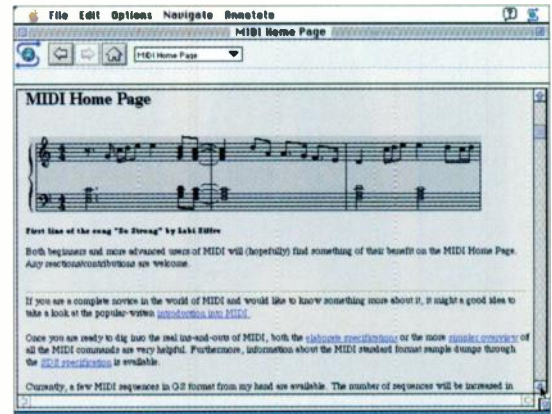 File Edit Options Navigate Annotate
MIDI Home Page
MIDI Home Page
MIDI Home Page
First line of the song "So Strong" by Labi Siffre
Both beginners and more advanced users of MIDI will (hopefully) find something of their benefit on the MIDI Home Page.
Any reactions/contributions are welcome.
If you are a complete novice in the world of MIDI and would like to know something more about it, it might a good idea to
take a look at the popular-writen introduction into MIDI.
Once you are ready to dig into the real ins-and-outs of MIDI, both the elaborate specifications or the more simpler overview of
all the MIDI commands are very helpful. Furthermore, information about the MIDI standard format sample dumps through
the SDS specification is available.
Currently, a few MIDI sequences in GS format from my hand are available. The number of sequences will be increased in